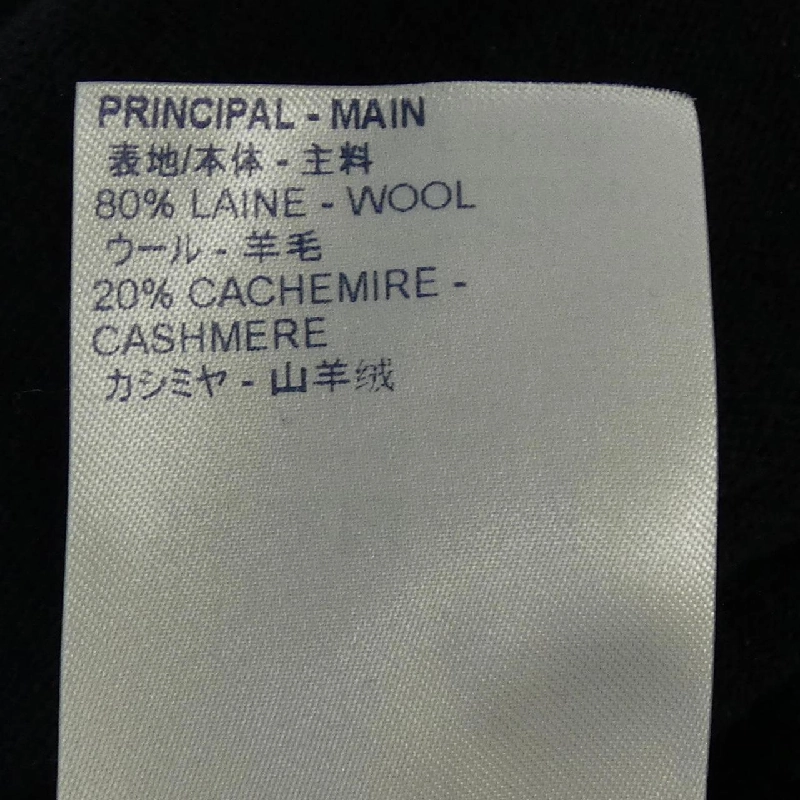 PRINCIPAL - MAIN
表地/本体 - 主料
80% LAINE - WOOL
ウール - 羊毛
20% CACHEMIRE -
CASHMERE
カシミヤ - 山羊绒